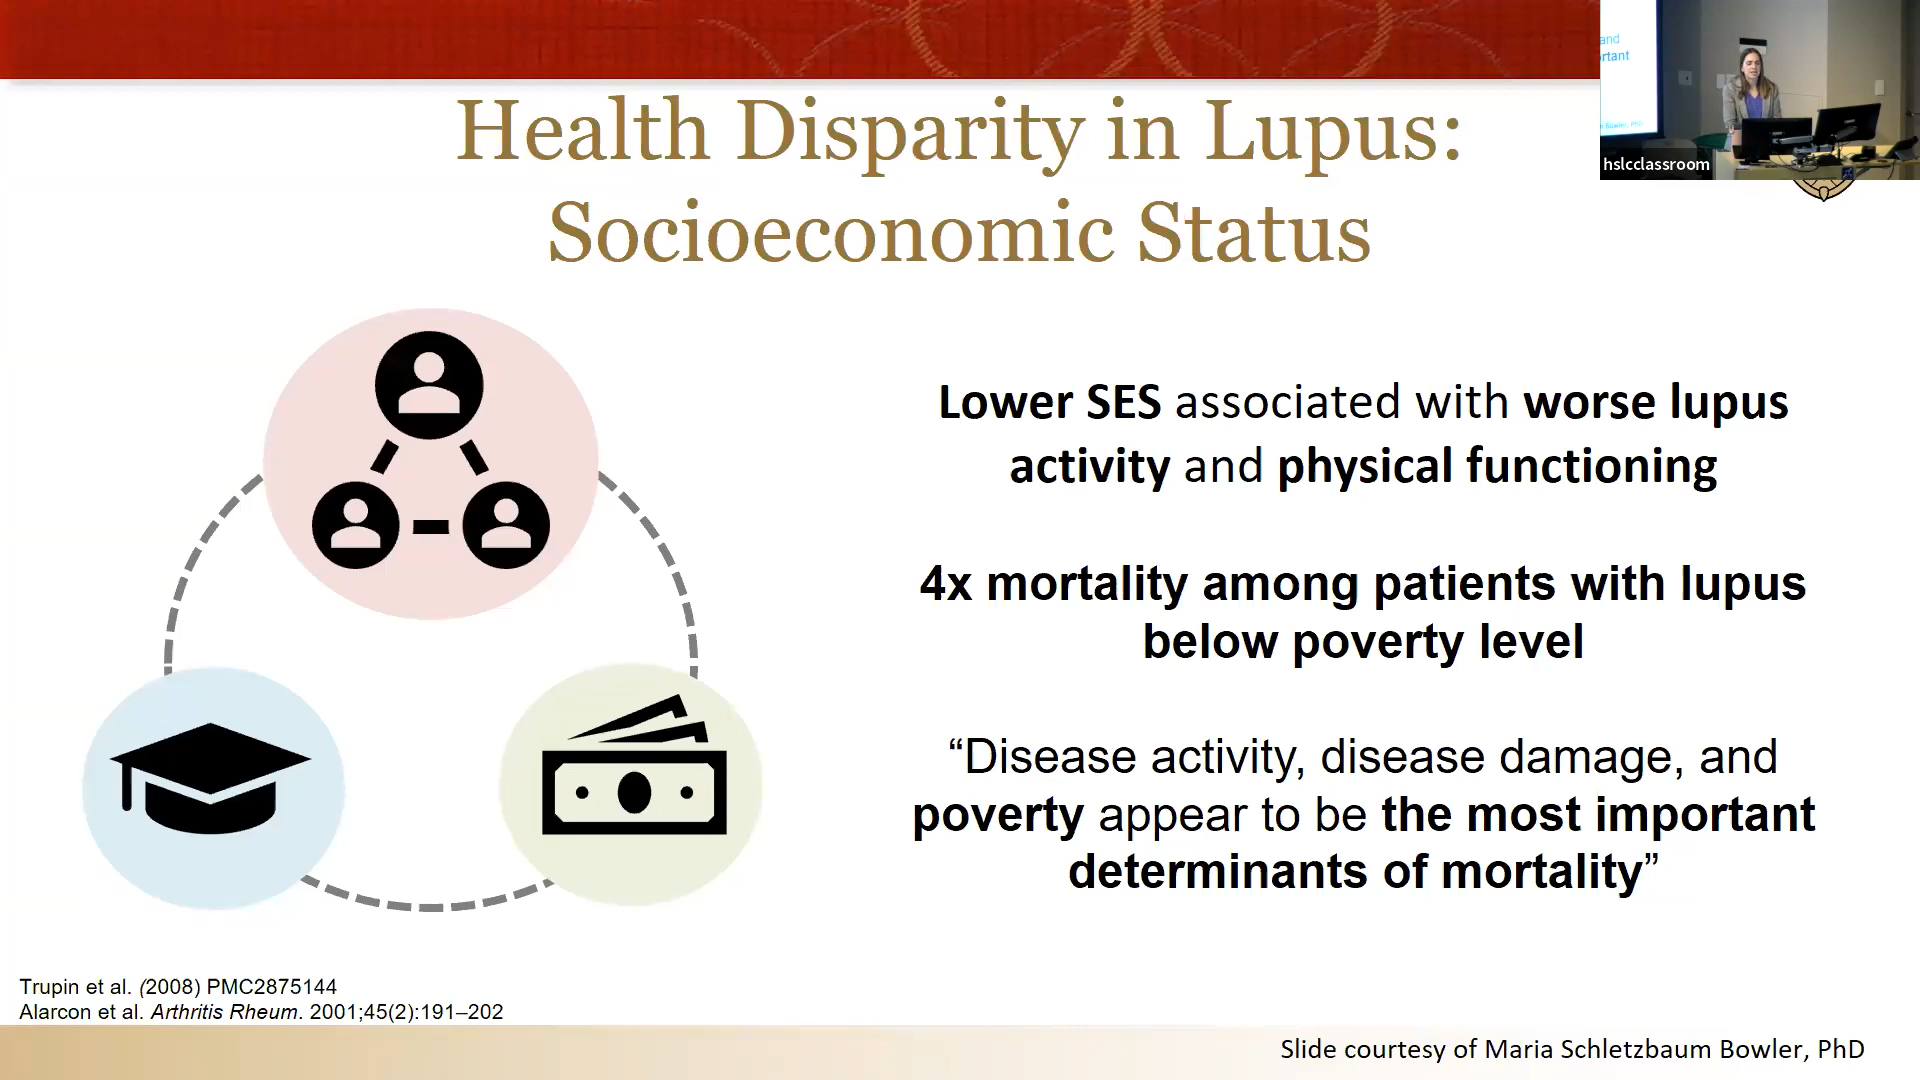 Health Disparity in Lupus:
Socioeconomic Status
and
rtant
hslcclassroom
Lower SES associated with worse lupus
activity and physical functioning
4x mortality among patients with lupus
below poverty level
“Disease activity, disease damage, and
poverty appear to be the most important
determinants of mortality”
Trupin et al. (2008) PMC2875144
Alarcon et al. Arthritis Rheum. 2001;45(2):191–202
Slide courtesy of Maria Schletzbaum Bowler, PhD